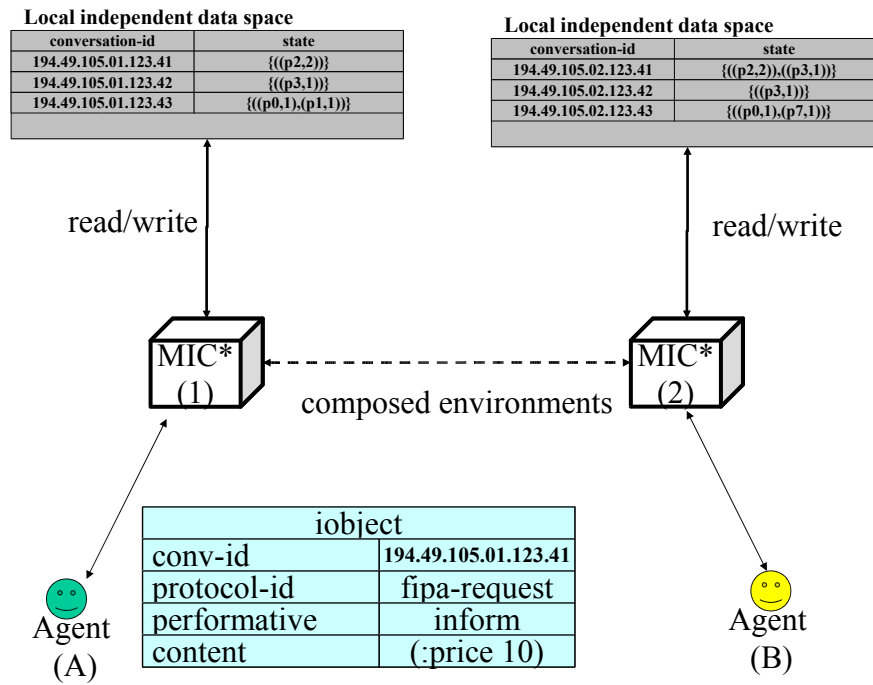 Local independent data space
conversation-id state
194.49.105.01.123.41 {((p2,2))}
194.49.105.01.123.42 {((p3,1))}
194.49.105.01.123.43 {((p0,1),(p1,1))}
Local independent data space
conversation-id state
194.49.105.02.123.41 {((p2,2)),((p3,1))}
194.49.105.02.123.42 {((p3,1))}
194.49.105.02.123.43 {((p0,1),(p7,1))}
read/write
read/write
MIC*
(1)
MIC*
(2)
composed environments
iobject
conv-id 194.49.105.01.123.41
protocol-id fipa-request
performative inform
content (:price 10)
Agent
(A)
Agent
(B)